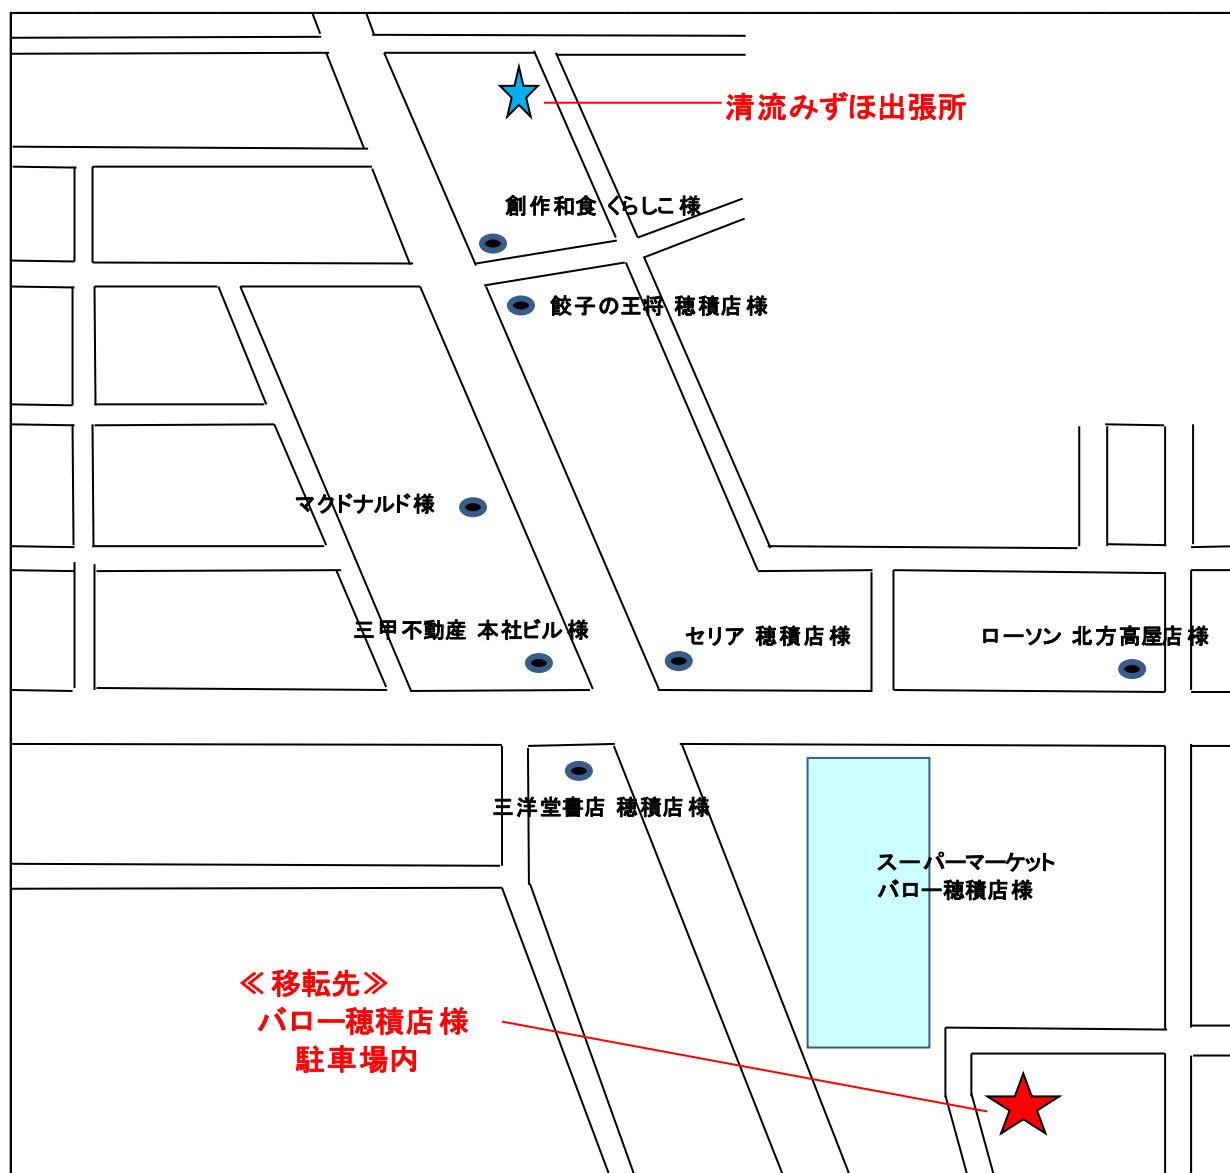 清流みずほ出張所
創作和食 くらしこ様
餃子の王将 穂積店様
マクドナルド様
三甲不動産 本社ビル様
セリア 穂積店様
ローソン 北方高屋店様
三洋堂書店 穂積店様
スーパーマーケット
バロー穂積店様
≪移転先≫
バロー穂積店様
駐車場内